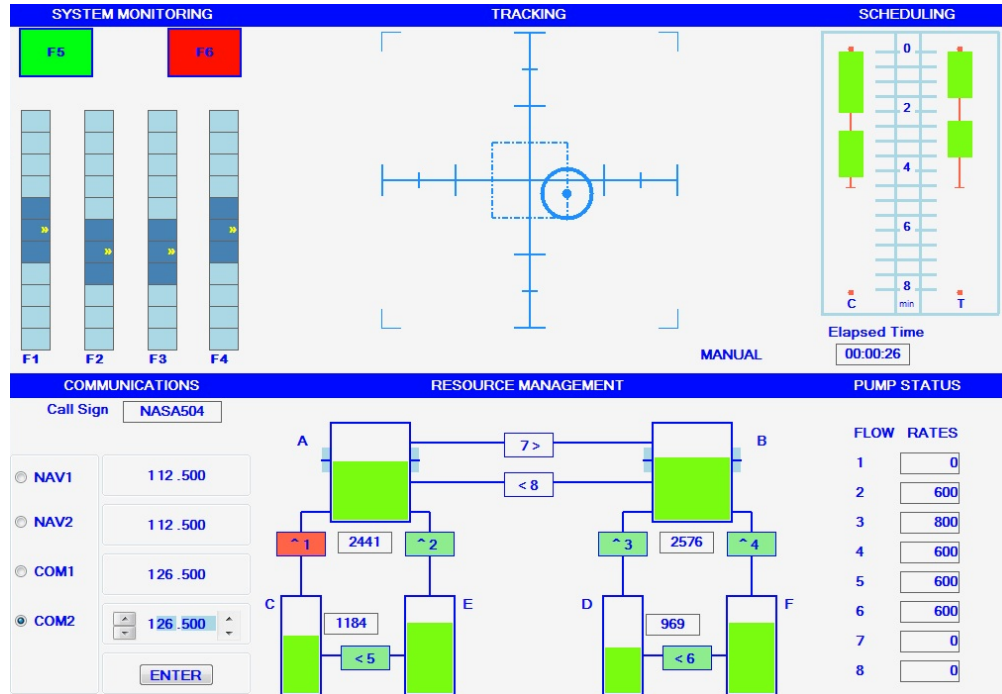 SYSTEM MONITORING
F5 F6
» » » »
F1 F2 F3 F4
TRACKING
MANUAL
SCHEDULING
0
2
4
6
8
C min T
Elapsed Time
00:00:26
COMMUNICATIONS
Call Sign NASA504
NAV1 112.500
NAV2 112.500
COM1 126.500
COM2 126.500
ENTER
RESOURCE MANAGEMENT
A 7 > B
< 8
^ 1 2441 ^ 2 ^ 3 2576 ^ 4
C E D F
1184 969
< 5 < 6
PUMP STATUS
FLOW RATES
1 0
2 600
3 800
4 600
5 600
6 600
7 0
8 0